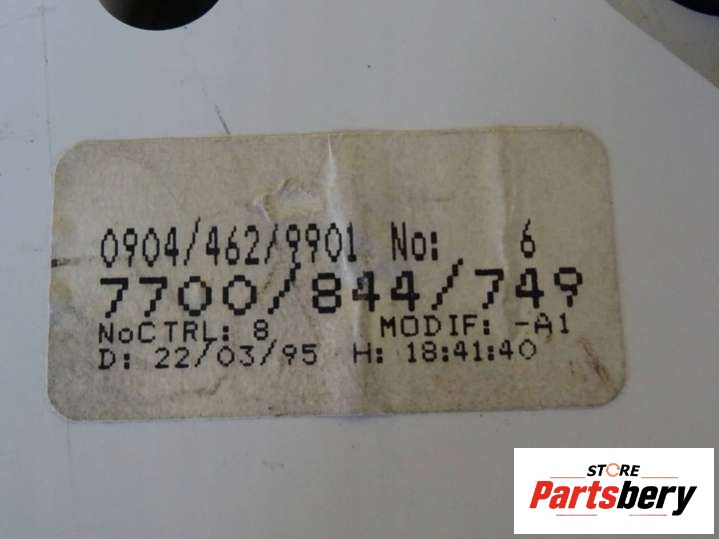 0904/462/9901 No: 6
7700/844/749
NoCTRL: 8 MODIF: -A1
D: 22/03/95 H: 18:41:40
STORE
Partsbery